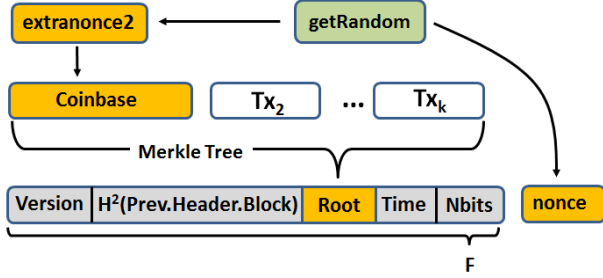 extranonce2
getRandom
Coinbase
Tx₂
...
Txₖ
Merkle Tree
Version
H²(Prev.Header.Block)
Root
Time
Nbits
nonce
F